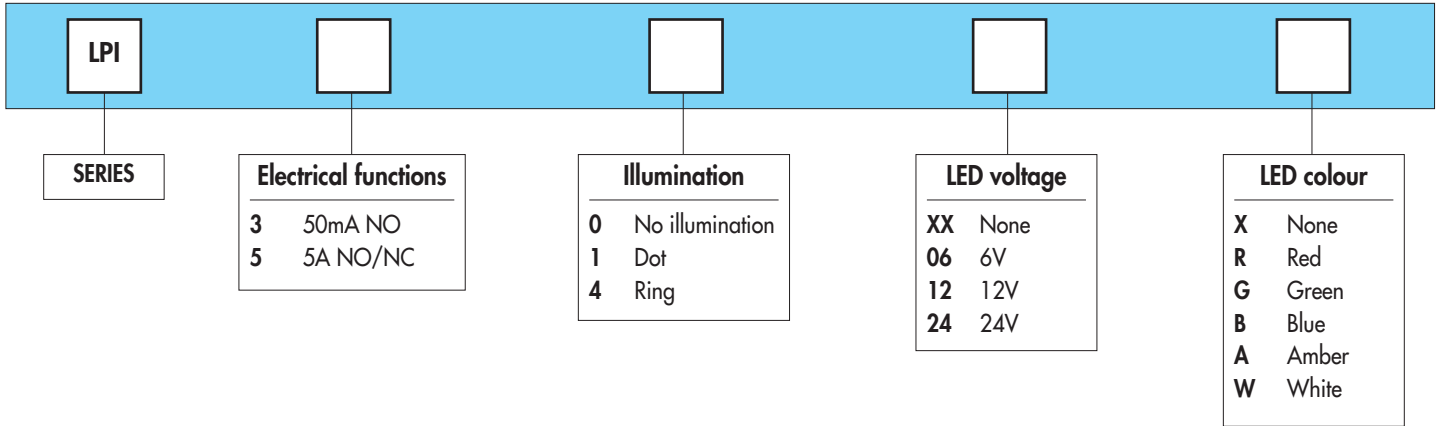 LPI
SERIES
Electrical functions
3 50mA NO
5 5A NO/NC
Illumination
0 No illumination
1 Dot
4 Ring
LED voltage
XX None
06 6V
12 12V
24 24V
LED colour
X None
R Red
G Green
B Blue
A Amber
W White